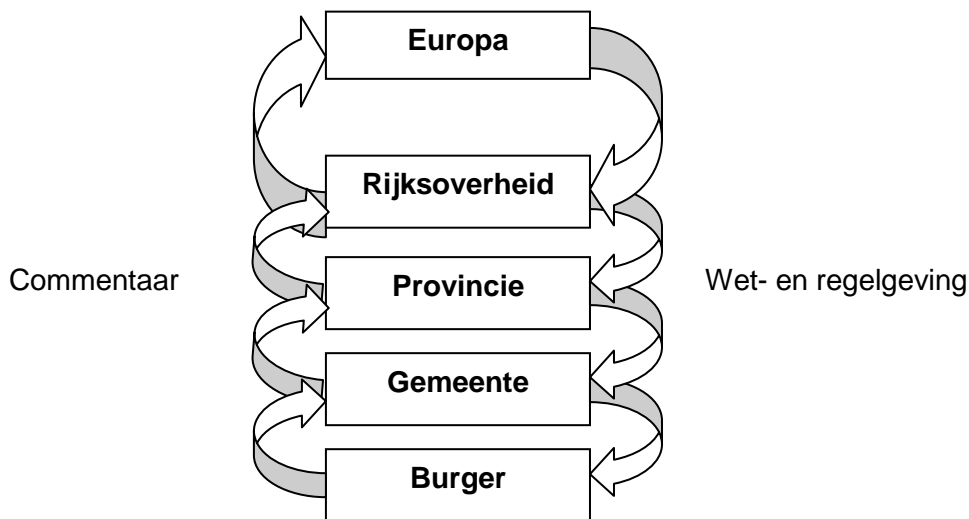 Europa
Rijksoverheid
Commentaar
Provincie
Wet- en regelgeving
Gemeente
Burger